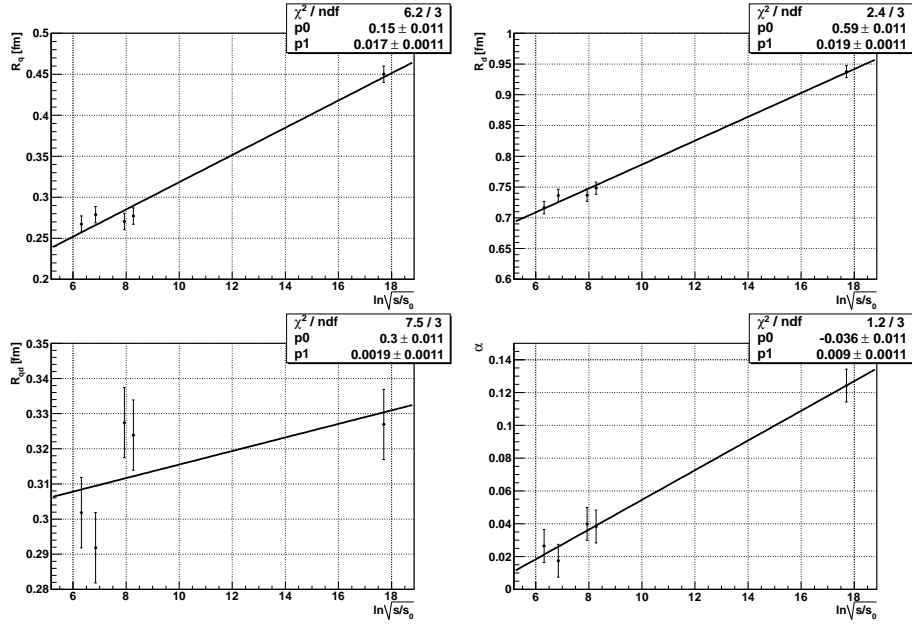 χ² / ndf 6.2 / 3
p0 0.15 ± 0.011
p1 0.017 ± 0.0011
R_q [fm]
0.5
0.45
0.4
0.35
0.3
0.25
0.2
6 8 10 12 14 16 18
ln√s/s₀
χ² / ndf 2.4 / 3
p0 0.59 ± 0.011
p1 0.019 ± 0.0011
R_d [fm]
1
0.95
0.9
0.85
0.8
0.75
0.7
0.65
0.6
6 8 10 12 14 16 18
ln√s/s₀
χ² / ndf 7.5 / 3
p0 0.3 ± 0.011
p1 0.0019 ± 0.0011
R_qd [fm]
0.35
0.34
0.33
0.32
0.31
0.3
0.29
0.28
6 8 10 12 14 16 18
ln√s/s₀
χ² / ndf 1.2 / 3
p0 -0.036 ± 0.011
p1 0.009 ± 0.0011
α
0.14
0.12
0.1
0.08
0.06
0.04
0.02
0
6 8 10 12 14 16 18
ln√s/s₀